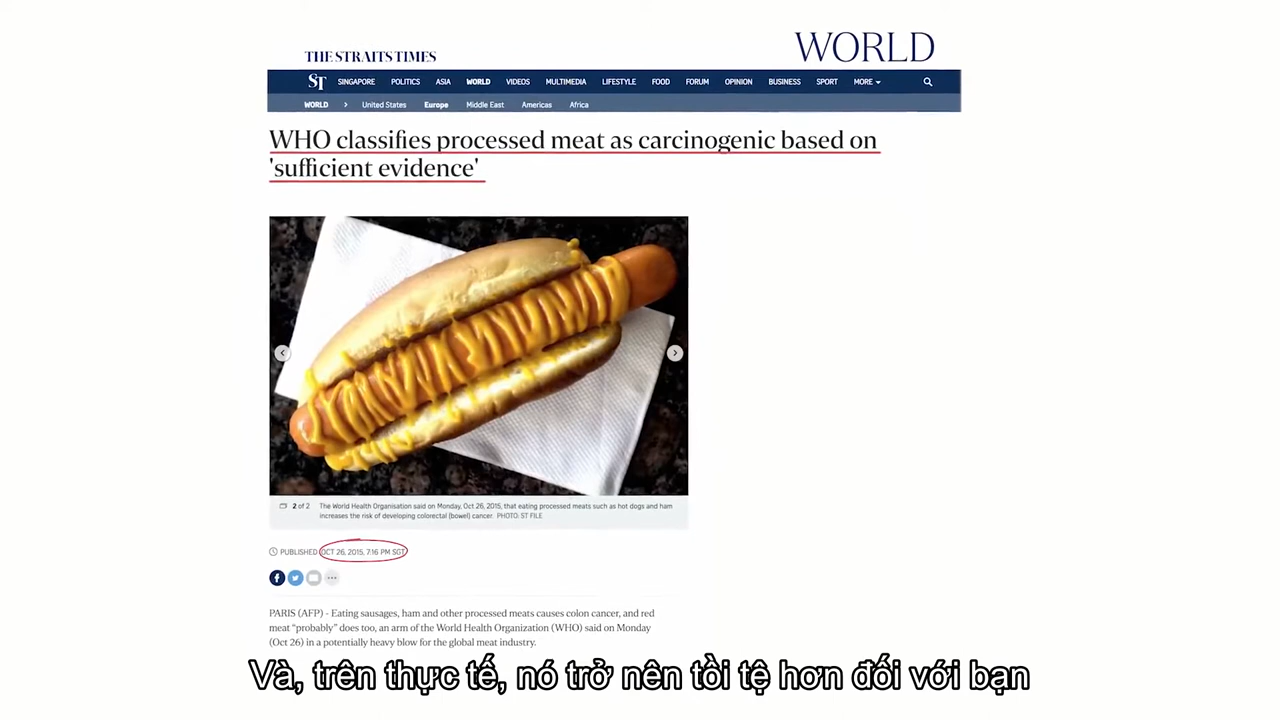 THE STRAITS TIMES
WORLD
ST SINGAPORE POLITICS ASIA WORLD VIDEOS MULTIMEDIA LIFESTYLE FOOD FORUM OPINION BUSINESS SPORT MORE
WORLD > United States Europe Middle East Americas Africa
WHO classifies processed meat as carcinogenic based on
'sufficient evidence'
2 of 2 The World Health Organisation said on Monday, Oct 26, 2015, that eating processed meats such as hot dogs and ham
increases the risk of developing colorectal (bowel) cancer. PHOTO: ST FILE
PUBLISHED OCT 26, 2015, 7:16 PM SGT
PARIS (AFP) - Eating sausages, ham and other processed meats causes colon cancer, and red
meat “probably” does too, an arm of the World Health Organization (WHO) said on Monday
(Oct 26) in a potentially heavy blow for the global meat industry.
Và, trên thực tế, nó trở nên tồi tệ hơn đối với bạn